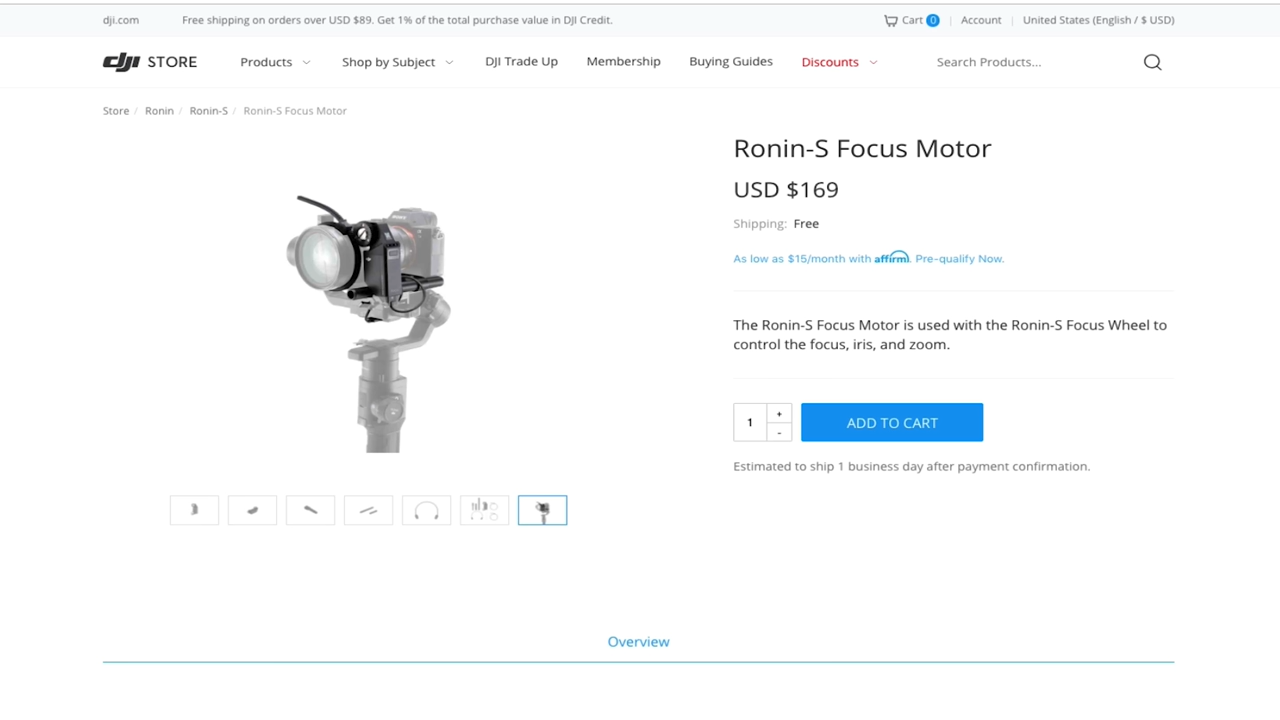 dji.com
Free shipping on orders over USD $89. Get 1% of the total purchase value in DJI Credit.
Cart 0
Account
United States (English / $ USD)
dji STORE
Products
Shop by Subject
DJI Trade Up
Membership
Buying Guides
Discounts
Search Products...
Store / Ronin / Ronin-S / Ronin-S Focus Motor
Ronin-S Focus Motor
USD $169
Shipping: Free
As low as $15/month with affirm. Pre-qualify Now.
The Ronin-S Focus Motor is used with the Ronin-S Focus Wheel to
control the focus, iris, and zoom.
1
+
-
ADD TO CART
Estimated to ship 1 business day after payment confirmation.
Overview